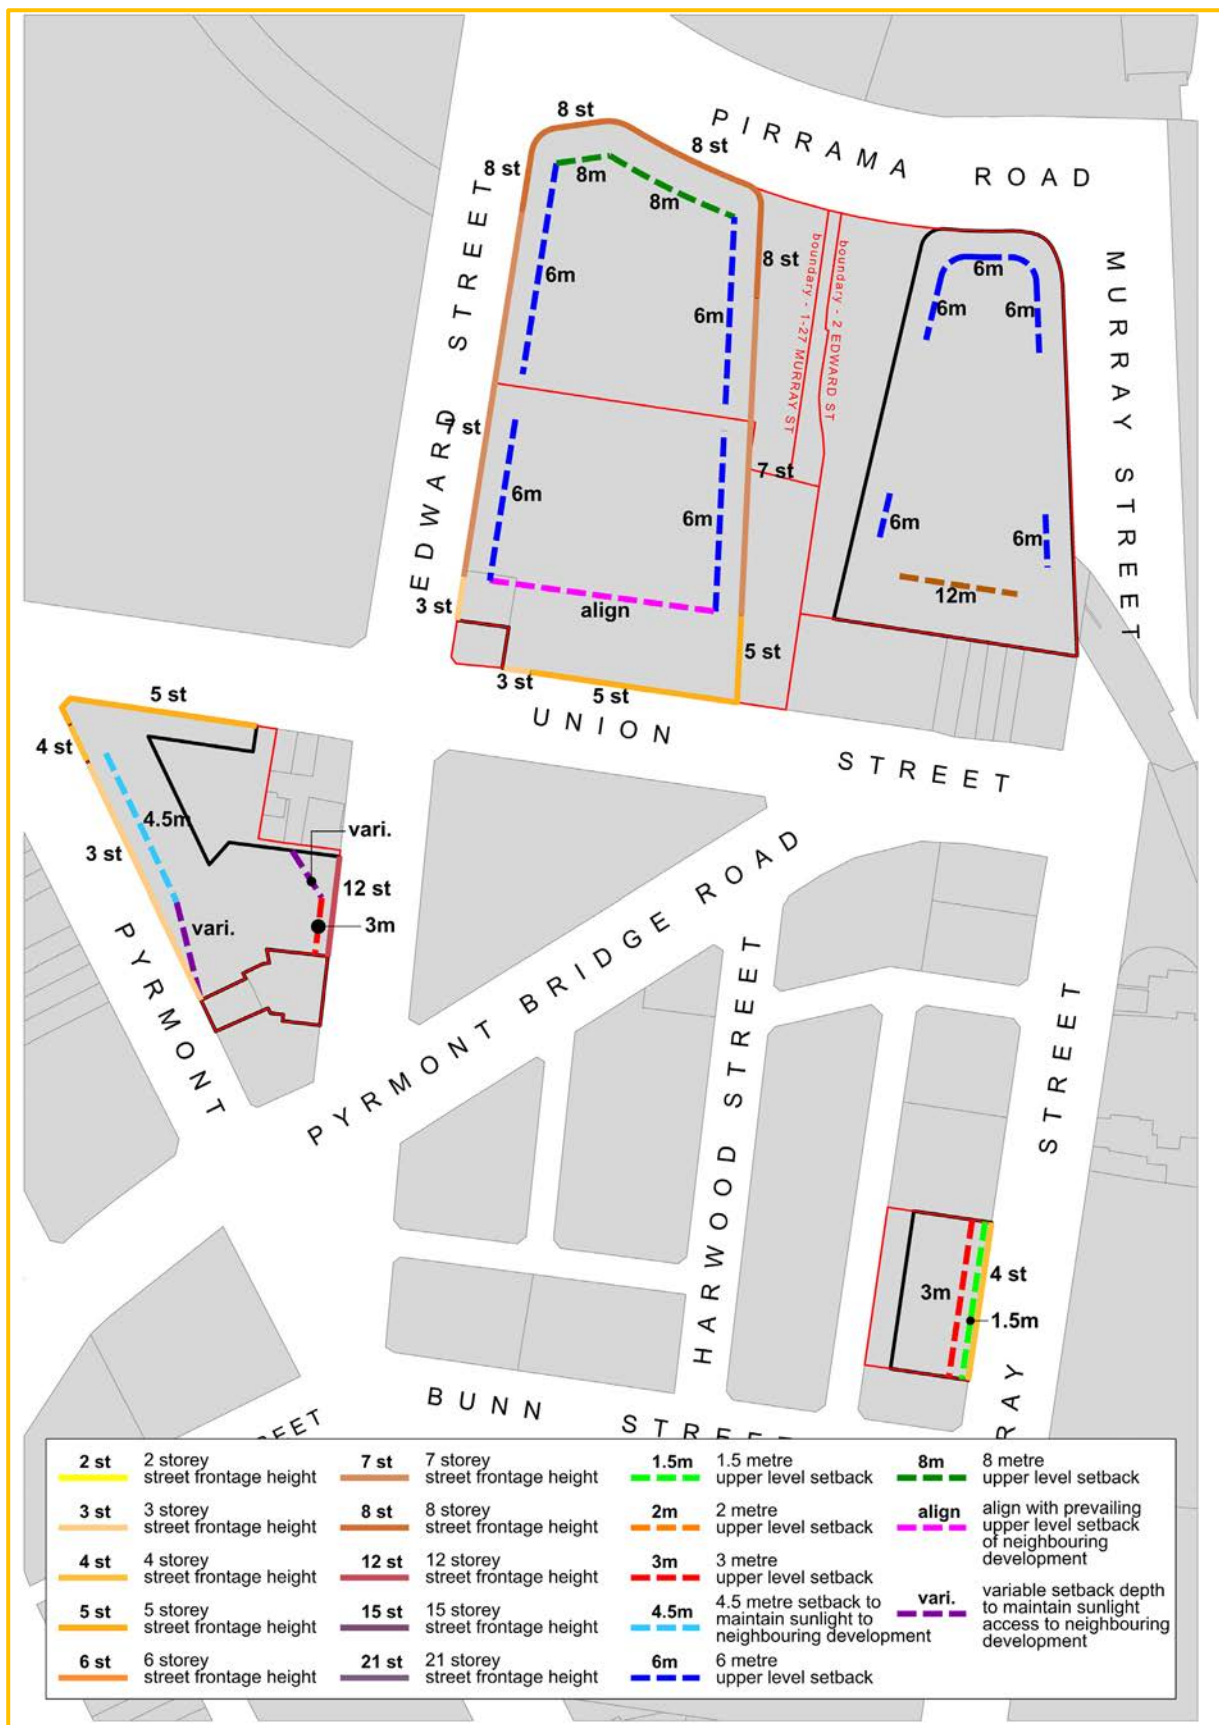 8 st
PIRRAMA ROAD
8 st
8 st
8m
8m
EDWARD STREET
8 st
6m
6m
boundary - 1-27 MURRAY ST
boundary - 2 EDWARD ST
6m
6m
6m
MURRAY STREET
7 st
7 st
6m
6m
6m
6m
12m
3 st
align
5 st
3 st
5 st
UNION STREET
5 st
4 st
4.5m
vari.
3 st
12 st
3m
vari.
PYRMONT
PYRMONT BRIDGE ROAD
HARWOOD STREET
STREET
4 st
3m
1.5m
RAY
BUNN STREET
REET
2 st
2 storey
street frontage height
3 st
3 storey
street frontage height
4 st
4 storey
street frontage height
5 st
5 storey
street frontage height
6 st
6 storey
street frontage height
7 st
7 storey
street frontage height
8 st
8 storey
street frontage height
12 st
12 storey
street frontage height
15 st
15 storey
street frontage height
21 st
21 storey
street frontage height
1.5m
1.5 metre
upper level setback
2m
2 metre
upper level setback
3m
3 metre
upper level setback
4.5m
4.5 metre setback to
maintain sunlight to
neighbouring development
6m
6 metre
upper level setback
8m
8 metre
upper level setback
align
align with prevailing
upper level setback
of neighbouring
development
vari.
variable setback depth
to maintain sunlight
access to neighbouring
development